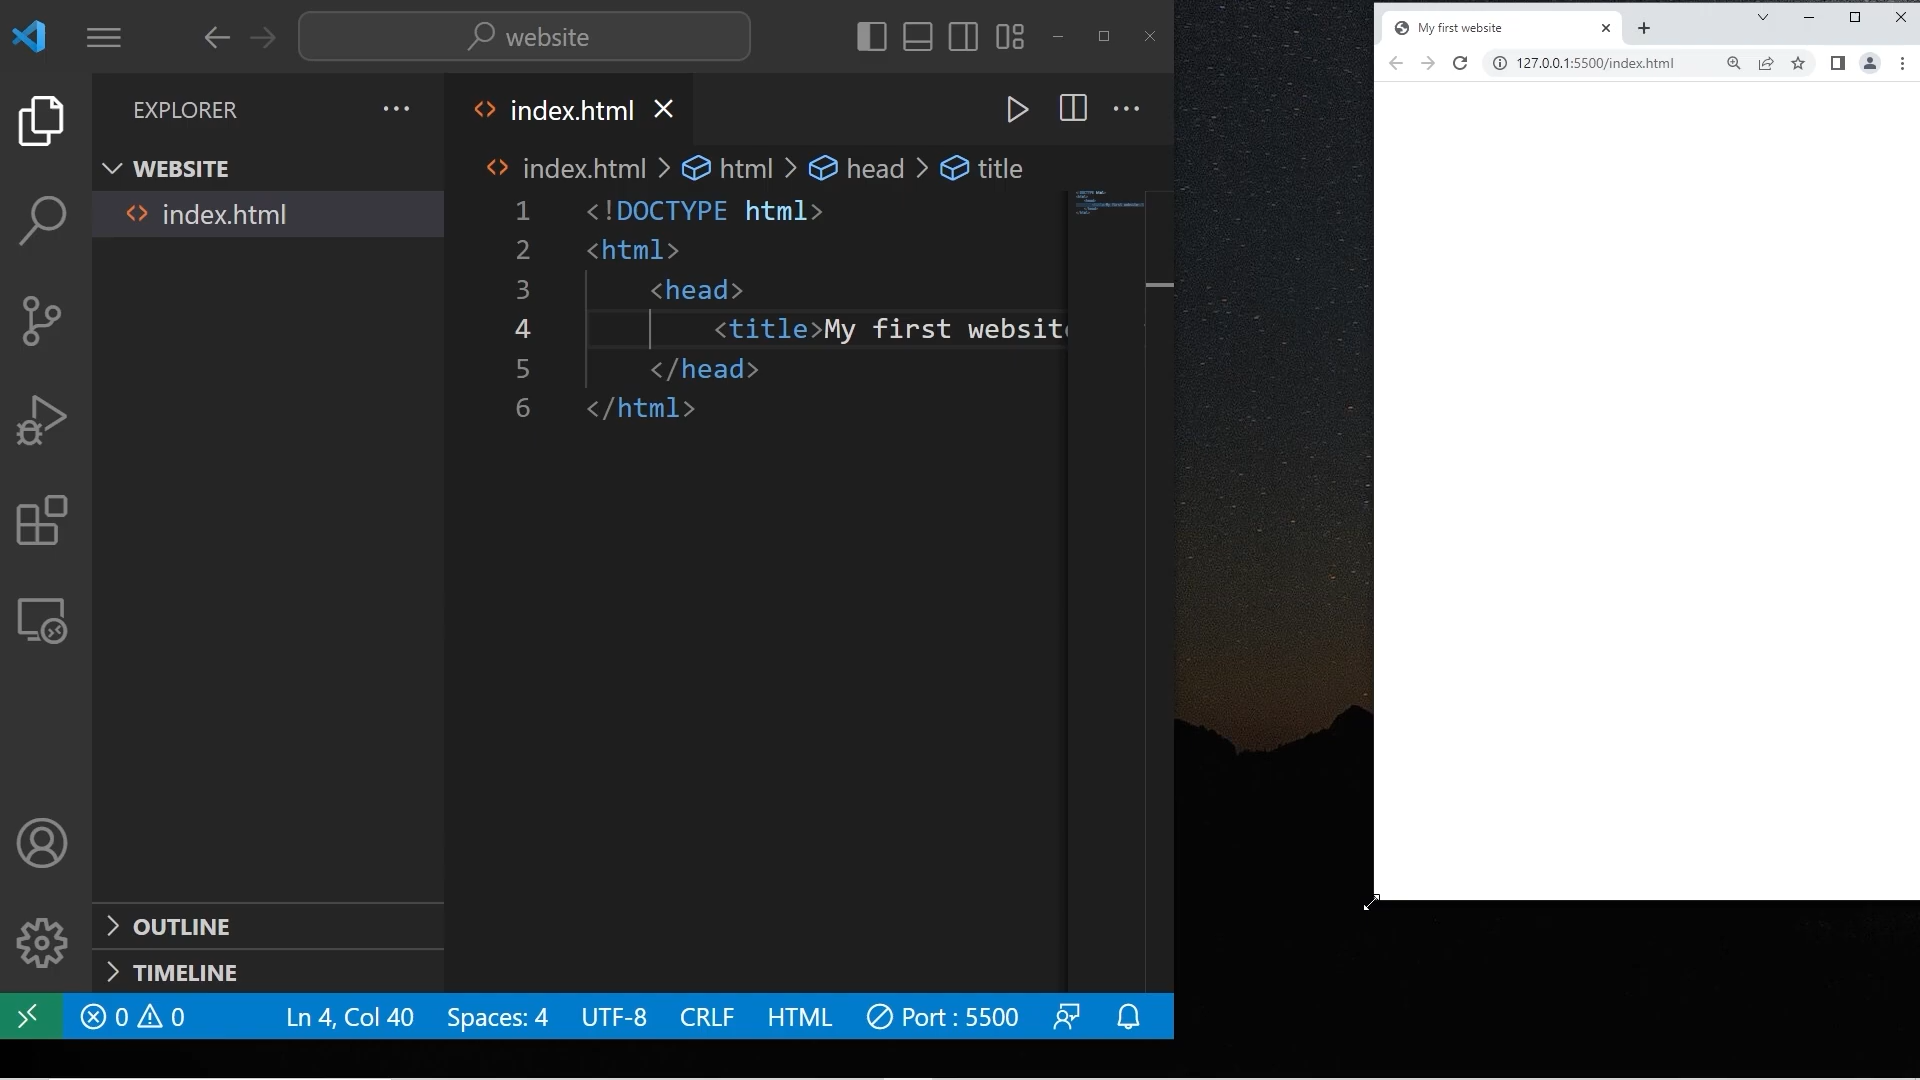 website
EXPLORER
WEBSITE
index.html
index.html
index.html > html > head > title
1 <!DOCTYPE html>
2 <html>
3     <head>
4         <title>My first website
5     </head>
6 </html>
OUTLINE
TIMELINE
0 0 Ln 4, Col 40 Spaces: 4 UTF-8 CRLF HTML Port : 5500
My first website
127.0.0.1:5500/index.html